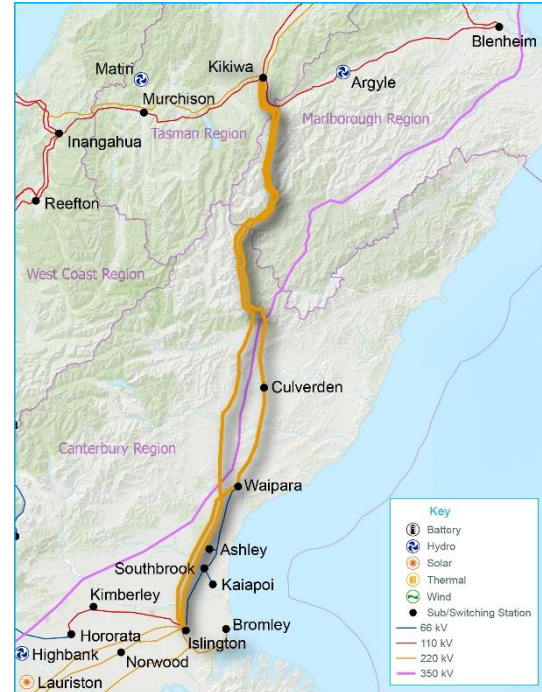 Blenheim
Kikiwa
Matiri
Argyle
Murchison
Tasman Region
Marlborough Region
Inangahua
Reefton
West Coast Region
Culverden
Canterbury Region
Waipara
Ashley
Southbrook
Kaiapoi
Kimberley
Bromley
Islington
Hororata
Norwood
Highbank
Lauriston
Key
Battery
Hydro
Solar
Thermal
Wind
Sub/Switching Station
66 kV
110 kV
220 kV
350 kV